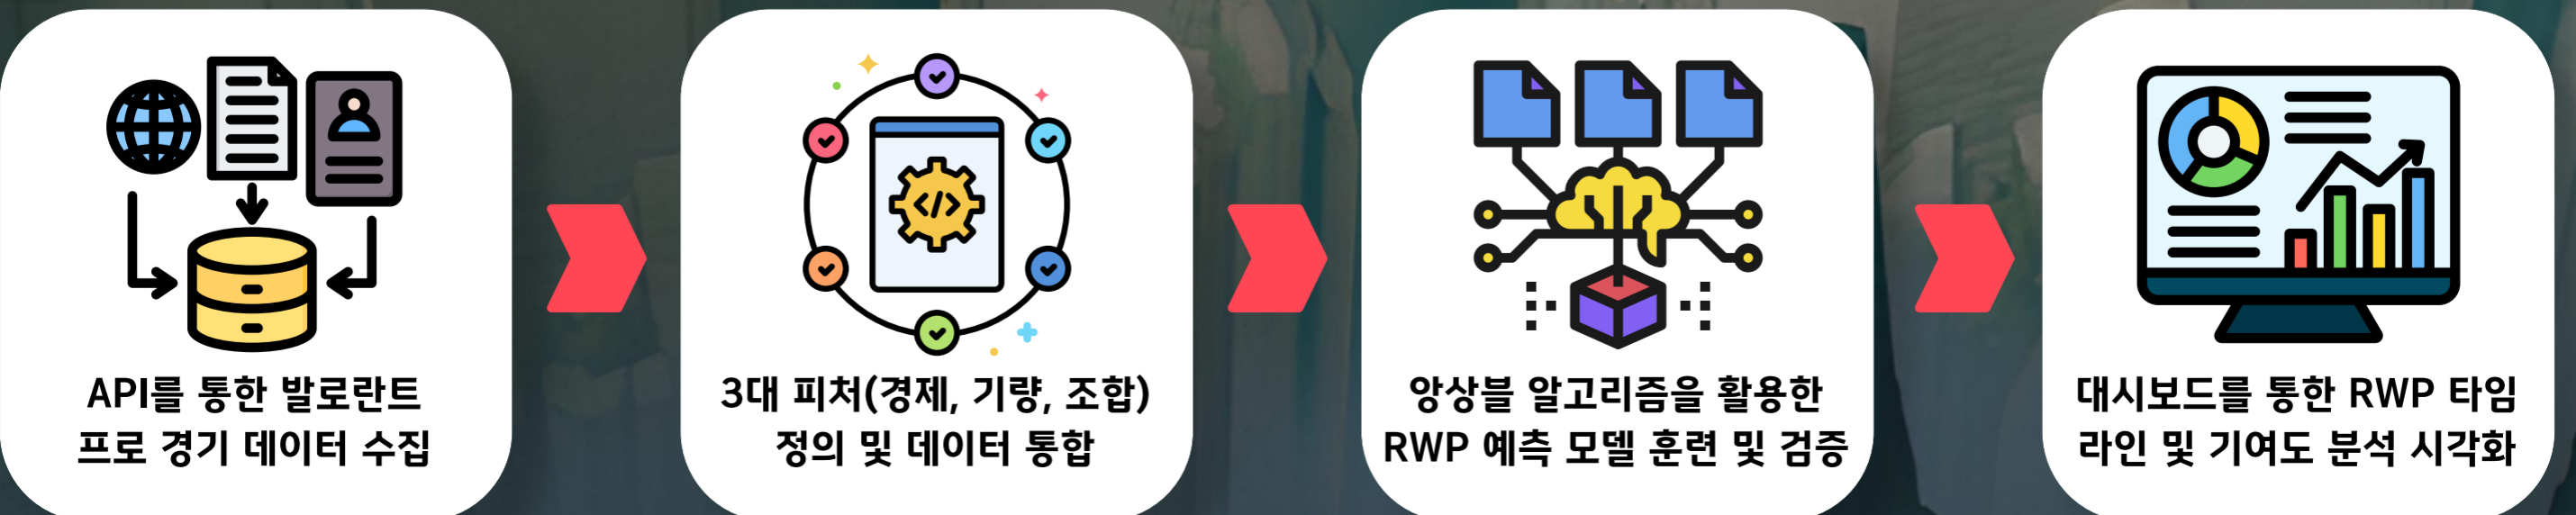 API를 통한 발로란트
프로 경기 데이터 수집
3대 피처(경제, 기량, 조합)
정의 및 데이터 통합
앙상블 알고리즘을 활용한
RWP 예측 모델 훈련 및 검증
대시보드를 통한 RWP 타임
라인 및 기여도 분석 시각화